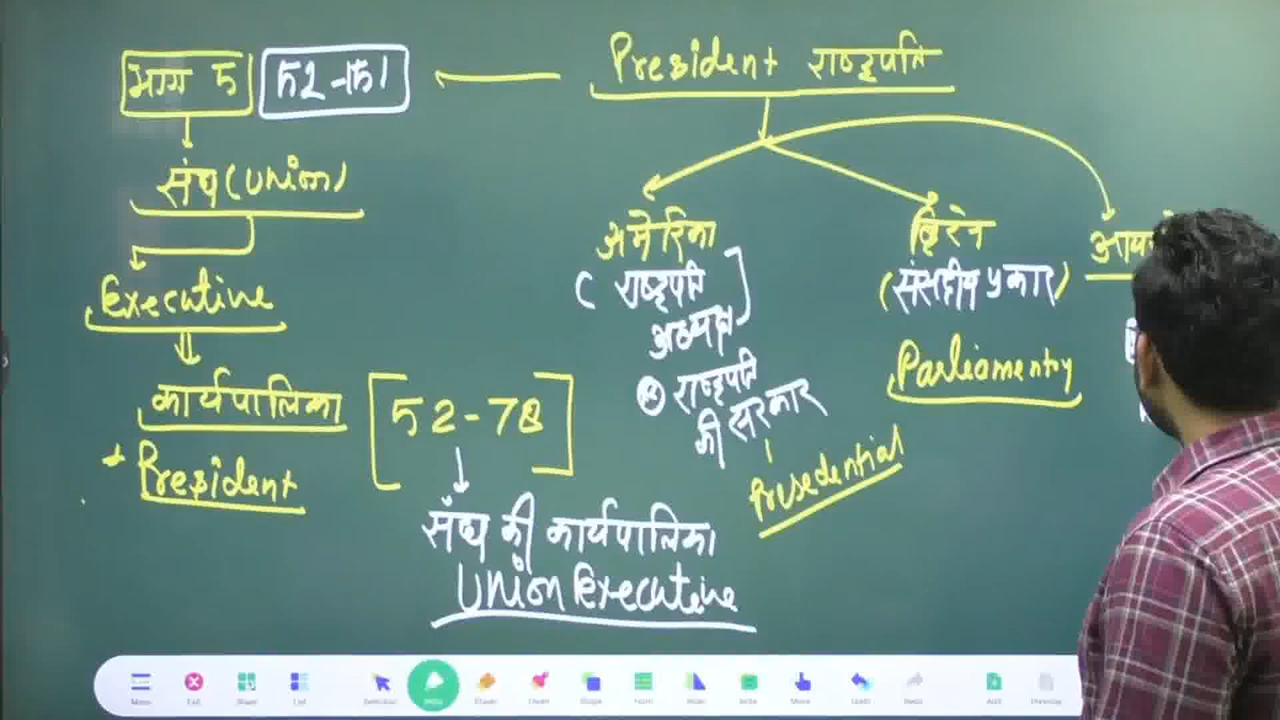 President राष्ट्रपति
भाग 5 52-151
संघ (Union)
Executive
कार्यपालिका [52-78]
President
संघ की कार्यपालिका
Union Executive
अमेरिका
(राष्ट्रपति
अध्यक्ष
राष्ट्रपति
की सरकार
Presedential
ब्रिटेन
(संसदीय प्रकार)
Parliamentry